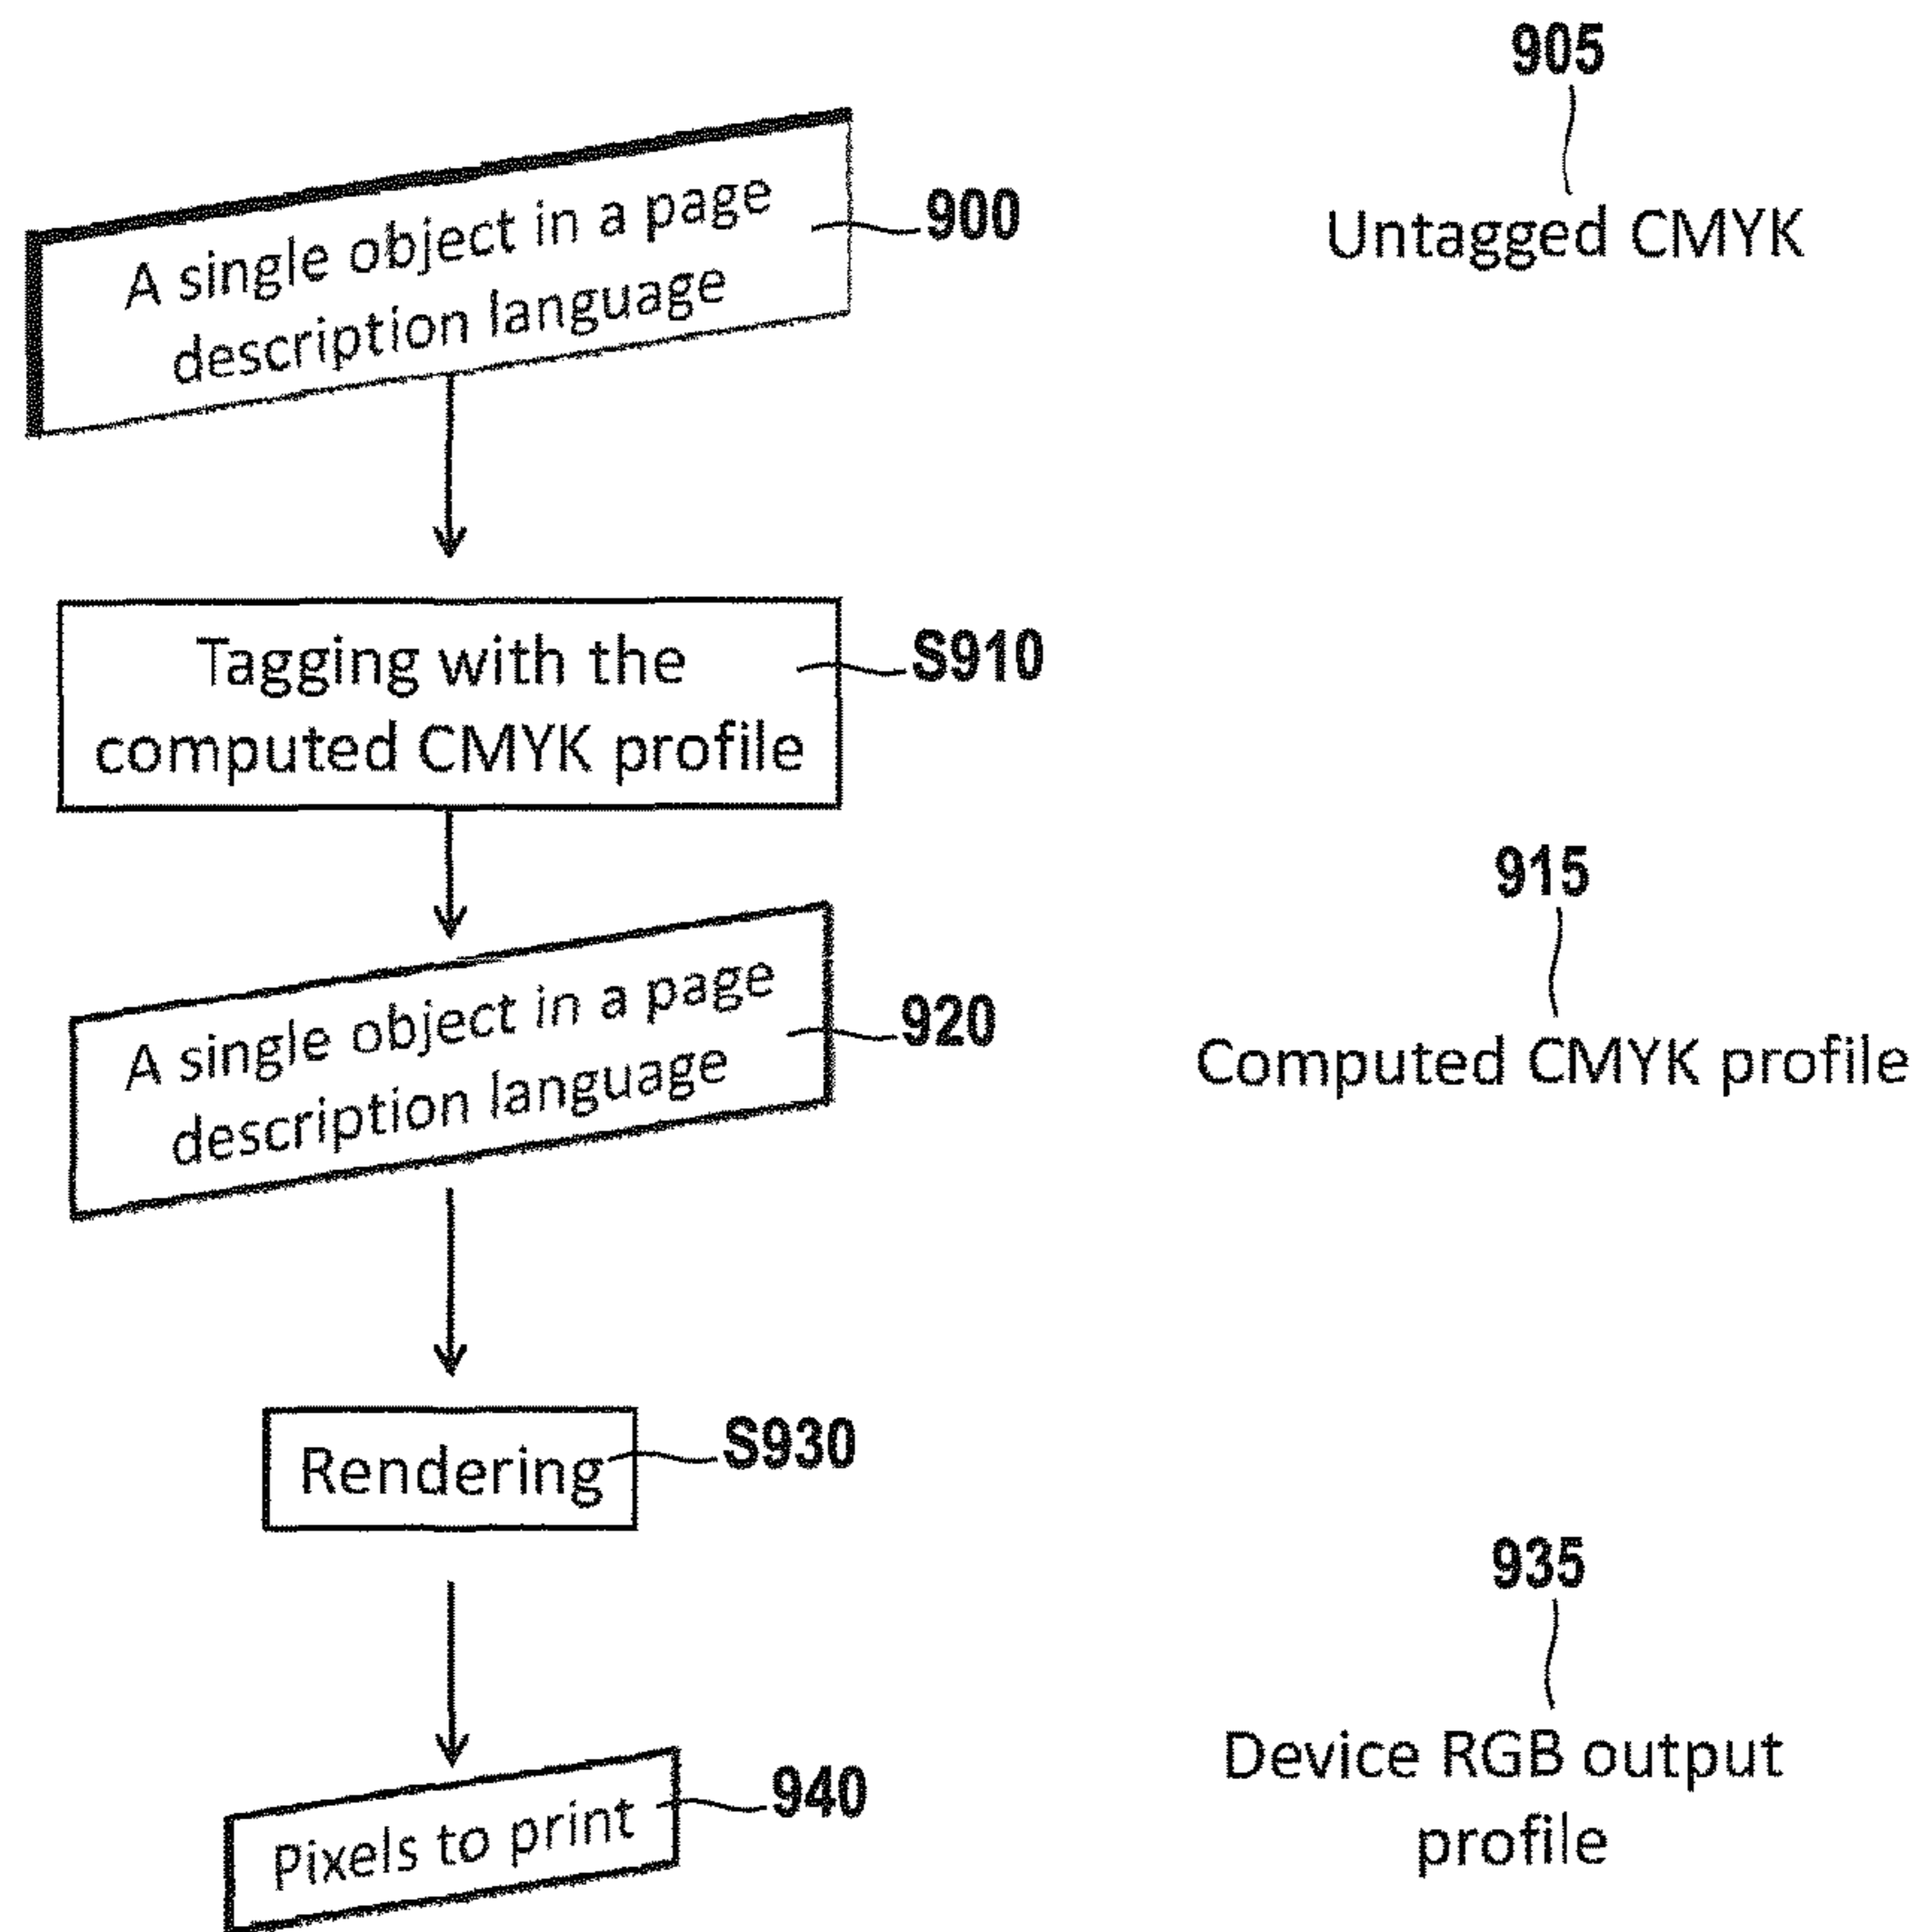 905
A single object in a page
description language
900
Untagged CMYK
Tagging with the
computed CMYK profile
S910
915
A single object in a page
description language
920
Computed CMYK profile
Rendering
S930
935
Device RGB output
profile
Pixels to print
940